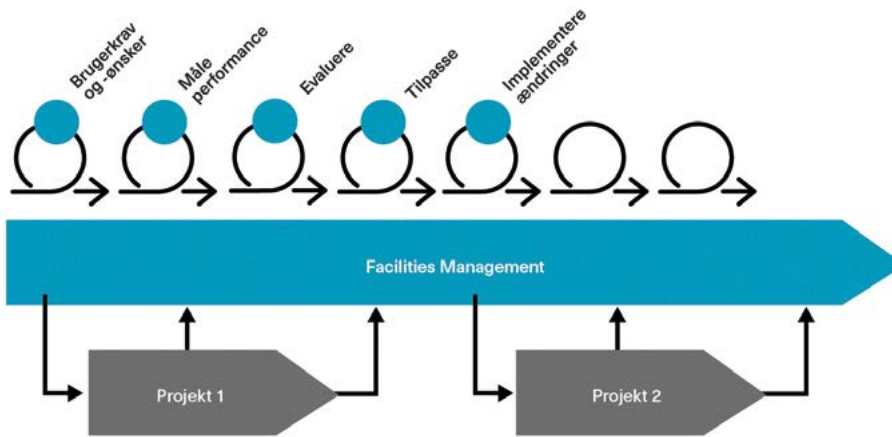 Brugerkrav
og -ønsker
Måle
performance
Evaluere
Tilpasse
Implementere
ændringer
Facilities Management
Projekt 1
Projekt 2